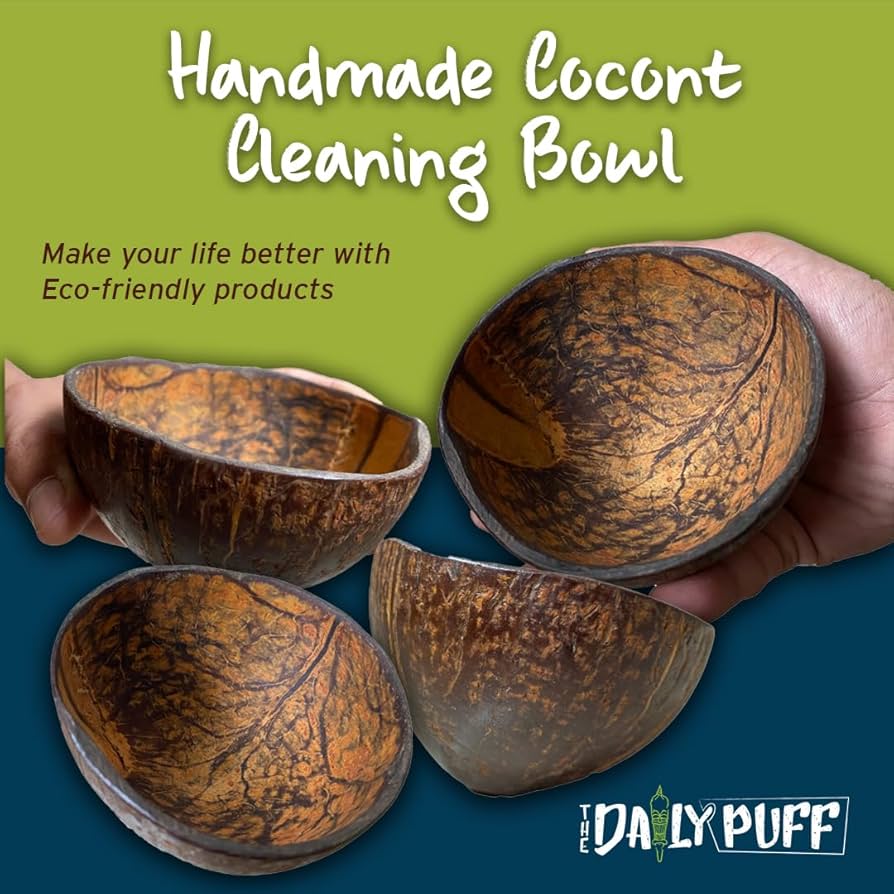 Handmade Cocont
Cleaning Bowl
Make your life better with
Eco-friendly products
THE DAILY PUFF